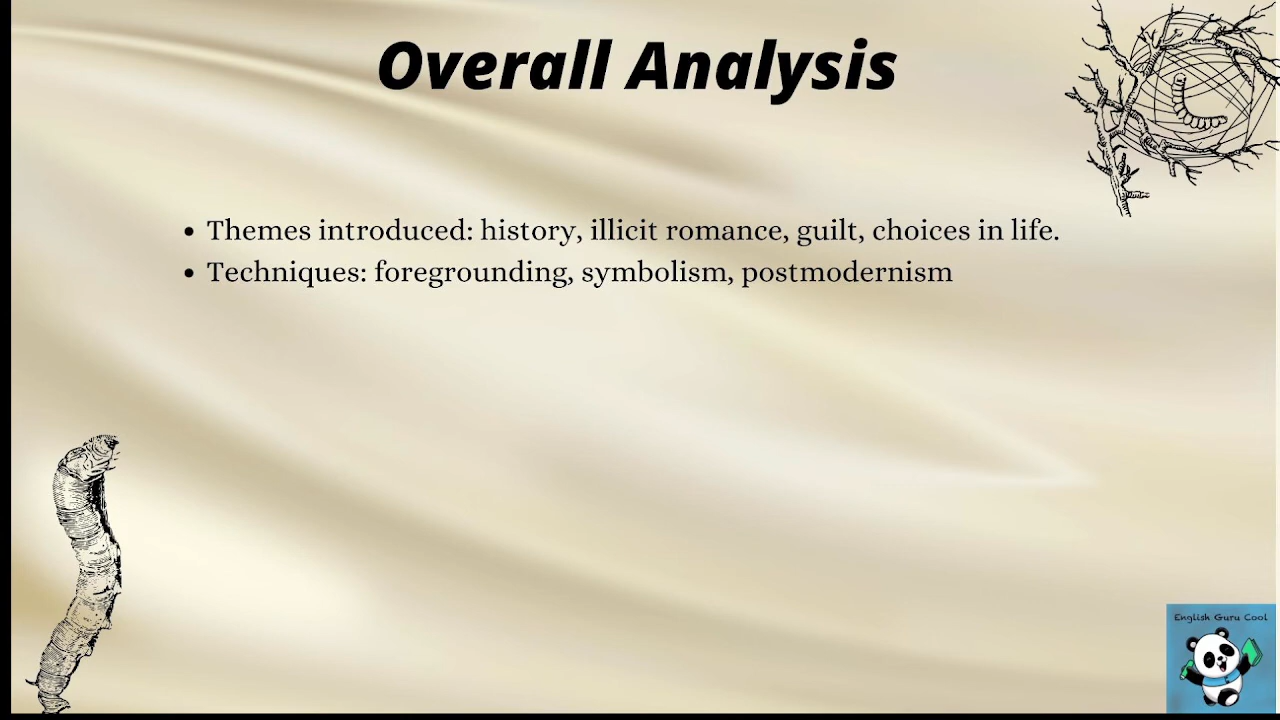 Overall Analysis
• Themes introduced: history, illicit romance, guilt, choices in life.
• Techniques: foregrounding, symbolism, postmodernism
English Guru Cool